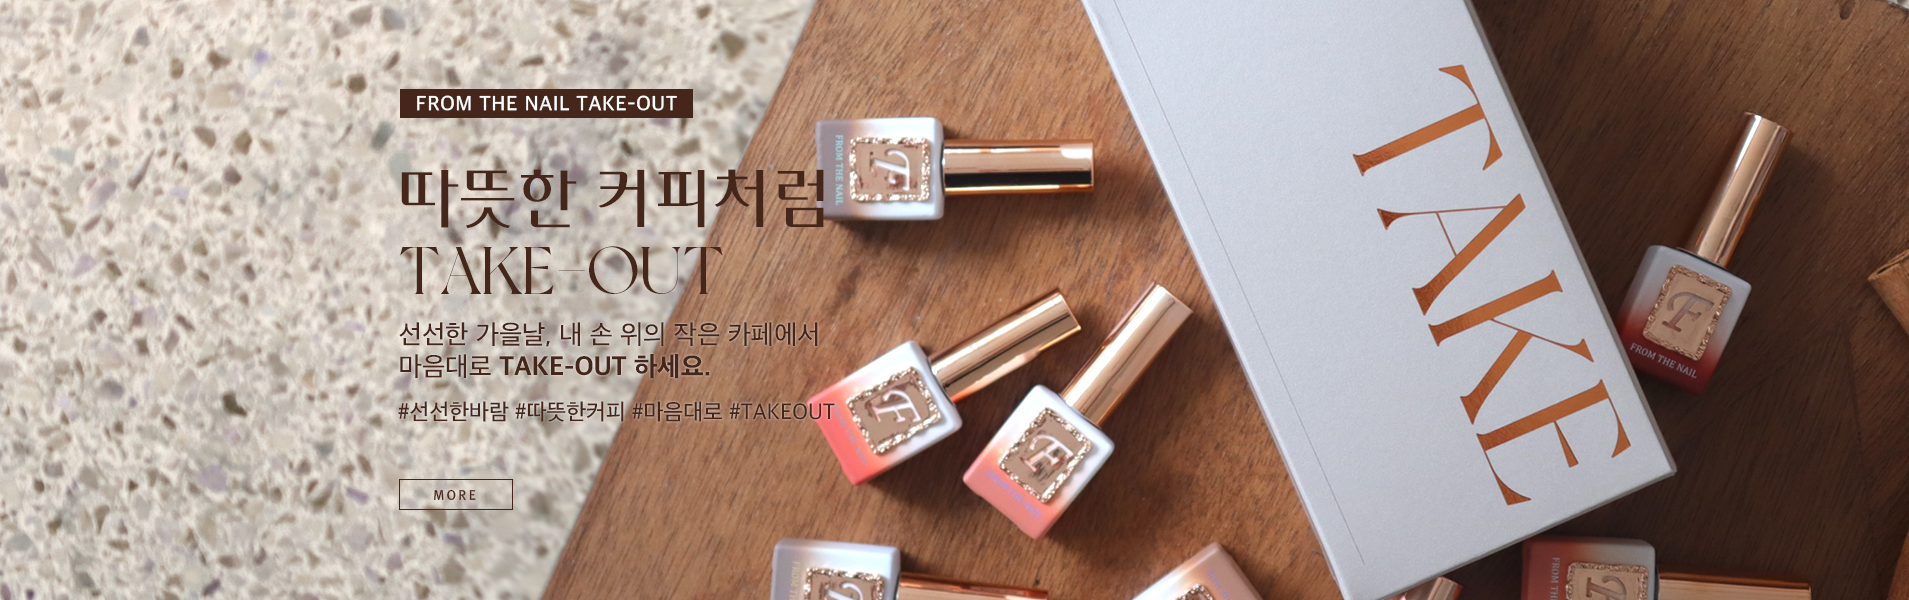 FROM THE NAIL TAKE-OUT
따뜻한 커피처럼
TAKE-OUT
선선한 가을날, 내 손 위의 작은 카페에서
마음대로 TAKE-OUT 하세요.
#선선한바람 #따뜻한커피 #마음대로 #TAKEOUT
MORE
FROM THE NAIL
F
TAKE
F
FROM THE NAIL
F
F